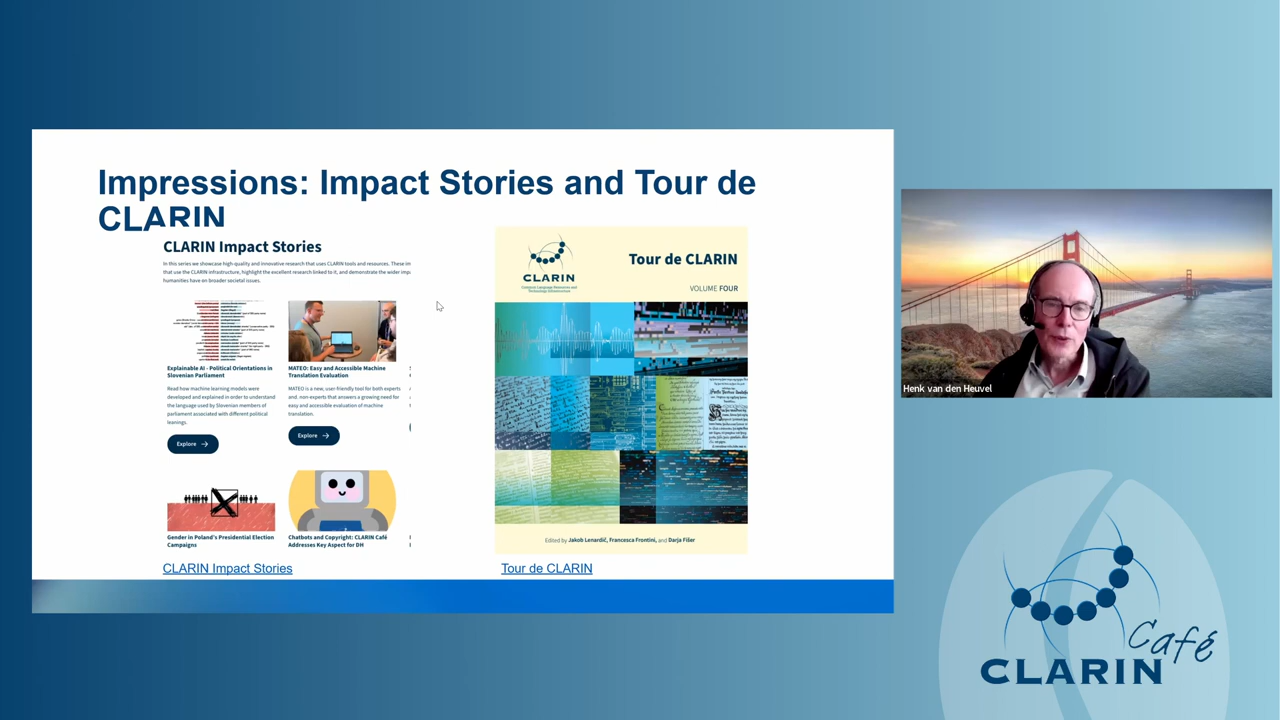 Impressions: Impact Stories and Tour de
CLARIN
CLARIN Impact Stories
In this series we showcase high-quality and innovative research that uses CLARIN tools and resources. These im
that use the CLARIN infrastructure, highlight the excellent research linked to it, and demonstrate the wider imp
humanities have on broader societal issues.
Explainable AI - Political Orientations in
Slovenian Parliament
Read how machine learning models were
developed and explained in order to understand
the language used by Slovenian members of
parliament associated with different political
leanings.
Explore
MATEO: Easy and Accessible Machine
Translation Evaluation
MATEO is a new, user-friendly tool for both experts
and non-experts that answers a growing need for
easy and accessible evaluation of machine
translation.
Explore
Gender in Poland's Presidential Election
Campaigns
Chatbots and Copyright: CLARIN Café
Addresses Key Aspect for DH
CLARIN Impact Stories
CLARIN
Common Language Resources and
Technology Infrastructure
Tour de CLARIN
VOLUME FOUR
Edited by Jakob Lenardič, Francesca Frontini, and Darja Fišer
Tour de CLARIN
Henk van den Heuvel
Café
CLARIN